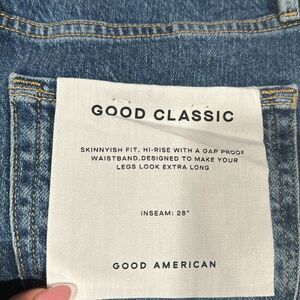 GOOD CLASSIC
SKINNYISH FIT, HI-RISE WITH A GAP PROOF
WAISTBAND,DESIGNED TO MAKE YOUR
LEGS LOOK EXTRA LONG
INSEAM: 28"
GOOD AMERICAN